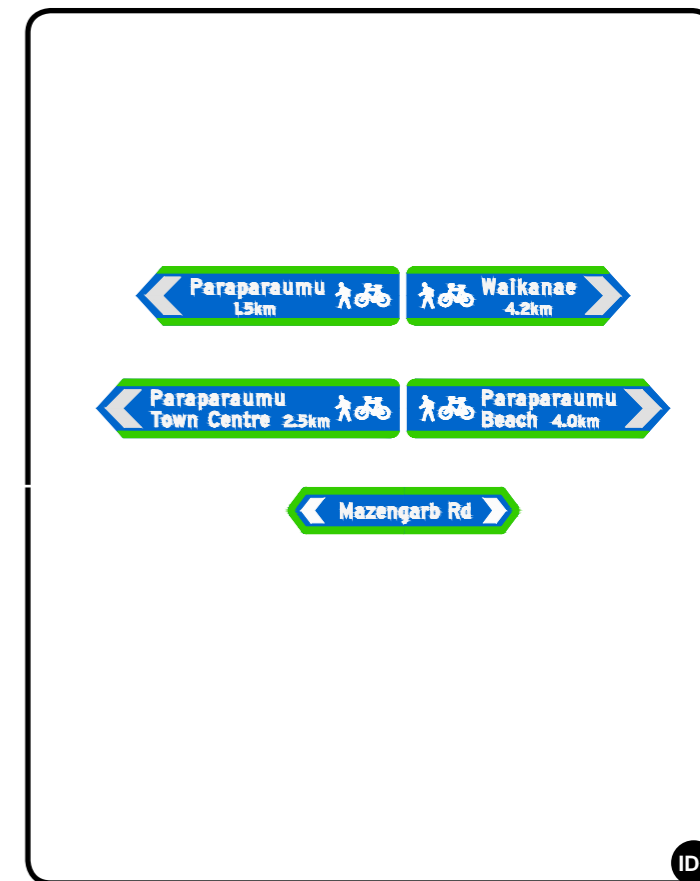 Paraparaumu
1.5km
Waikanae
4.2km
Paraparaumu
Town Centre 2.5km
Paraparaumu
Beach 4.0km
Mazengarb Rd
ID